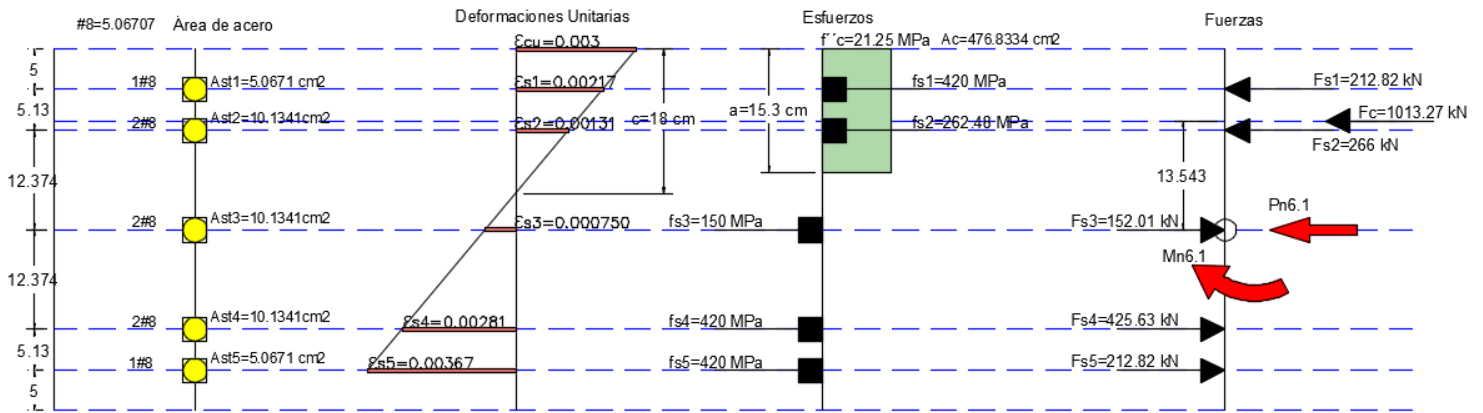 #8=5.06707
Área de acero
Deformaciones Unitarias
Esfuerzos
Fuerzas
Ɛcu=0.003
f´´c=21.25 MPa
Ac=476.8334 cm2
5
1#8
Ast1=5.0671 cm2
Ɛs1=0.00217
fs1=420 MPa
Fs1=212.82 kN
5.13
2#8
Ast2=10.1341cm2
Ɛs2=0.00131
c=18 cm
a=15.3 cm
fs2=262.48 MPa
Fc=1013.27 kN
Fs2=266 kN
12.374
13.543
2#8
Ast3=10.1341cm2
Ɛs3=0.000750
fs3=150 MPa
Fs3=152.01 kN
Pn6.1
Mn6.1
12.374
2#8
Ast4=10.1341cm2
Ɛs4=0.00281
fs4=420 MPa
Fs4=425.63 kN
5.13
1#8
Ast5=5.0671 cm2
Ɛs5=0.00367
fs5=420 MPa
Fs5=212.82 kN
5